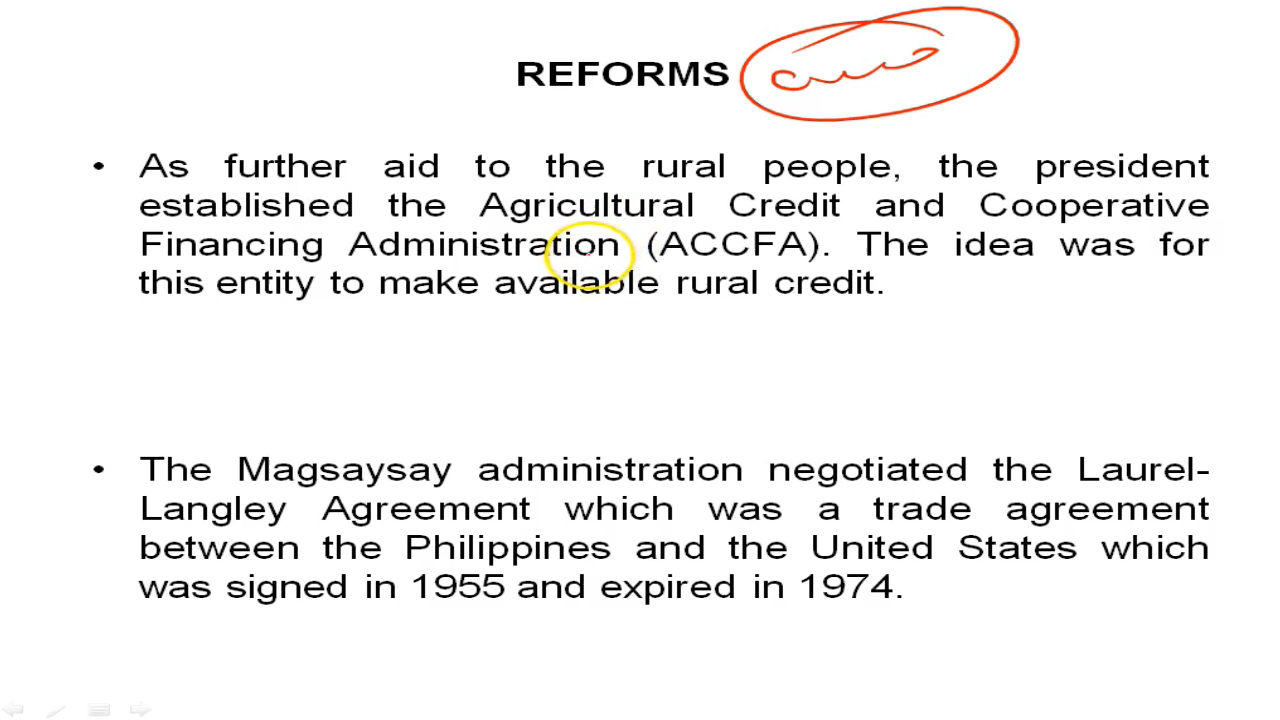 REFORMS
• As further aid to the rural people, the president
established the Agricultural Credit and Cooperative
Financing Administration (ACCFA). The idea was for
this entity to make available rural credit.
• The Magsaysay administration negotiated the Laurel-
Langley Agreement which was a trade agreement
between the Philippines and the United States which
was signed in 1955 and expired in 1974.